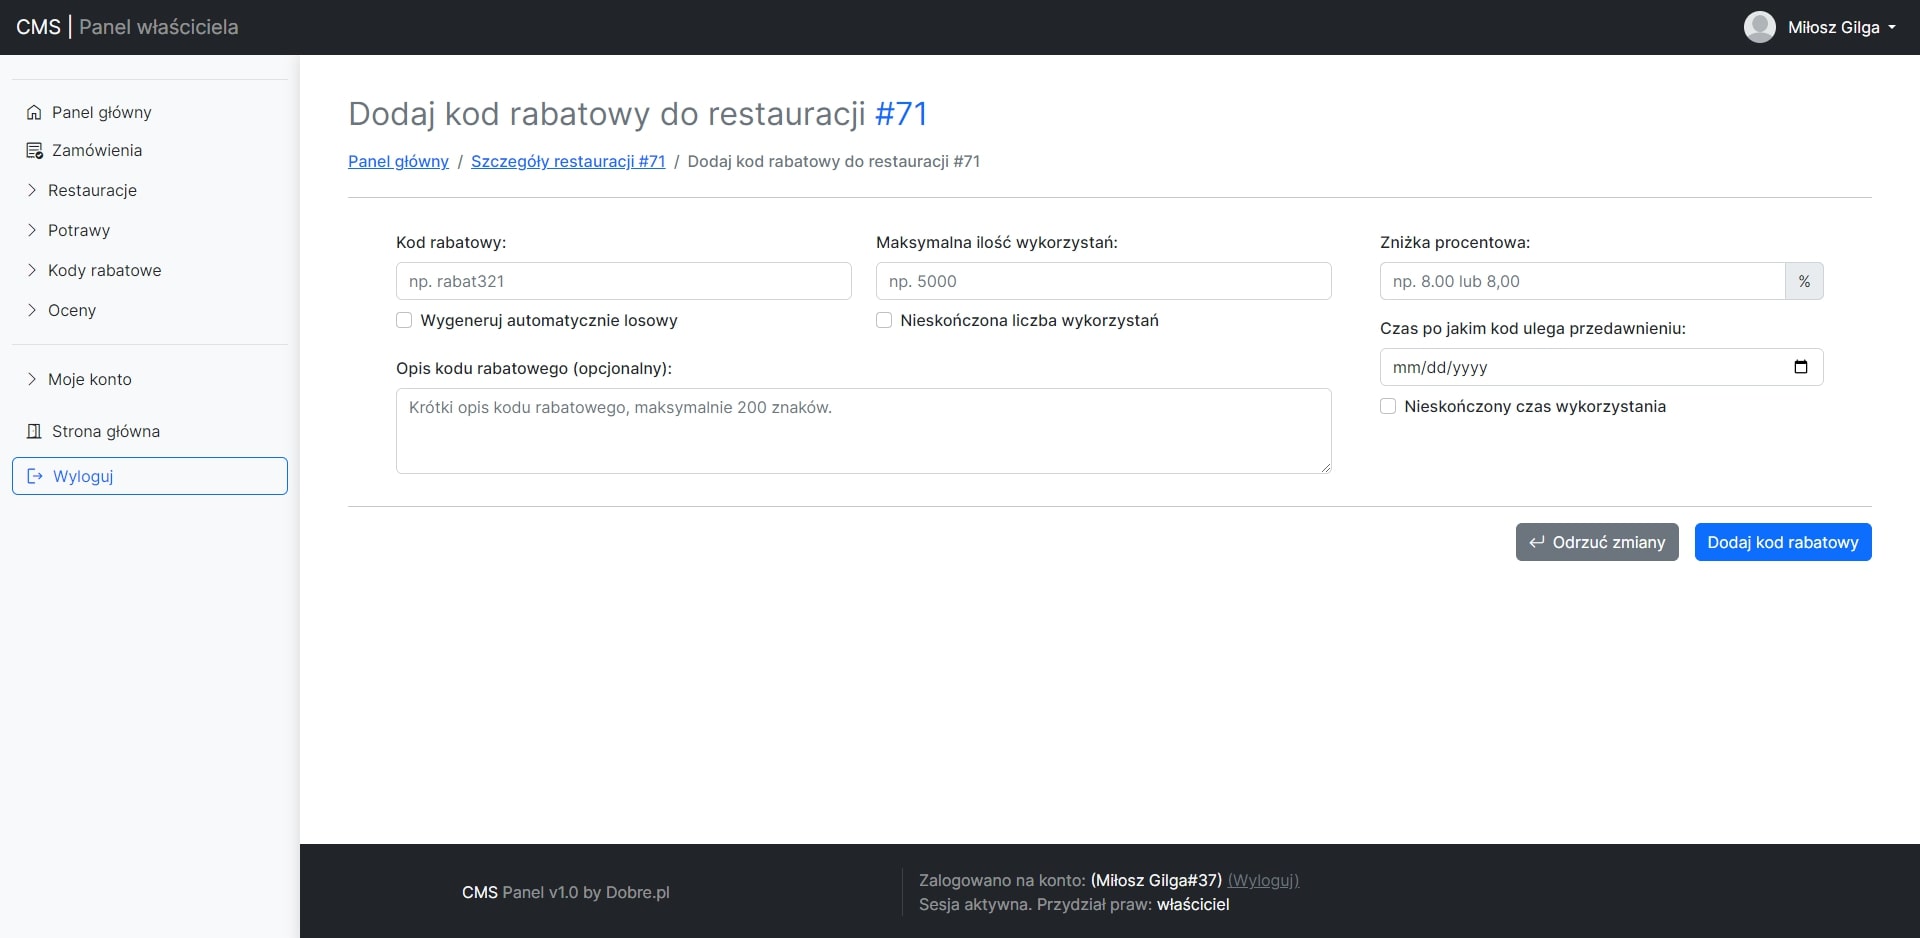 CMS | Panel właściciela
Miłosz Gilga
Panel główny
Zamówienia
Restauracje
Potrawy
Kody rabatowe
Oceny
Moje konto
Strona główna
Wyloguj
Dodaj kod rabatowy do restauracji #71
Panel główny / Szczegóły restauracji #71 / Dodaj kod rabatowy do restauracji #71
Kod rabatowy:
np. rabat321
Wygeneruj automatycznie losowy
Maksymalna ilość wykorzystań:
np. 5000
Nieskończona liczba wykorzystań
Opis kodu rabatowego (opcjonalny):
Krótki opis kodu rabatowego, maksymalnie 200 znaków.
Zniżka procentowa:
np. 8.00 lub 8,00 %
Czas po jakim kod ulega przedawnieniu:
mm/dd/yyyy
Nieskończony czas wykorzystania
Odrzuć zmiany
Dodaj kod rabatowy
CMS Panel v1.0 by Dobre.pl
Zalogowano na konto: (Miłosz Gilga#37) (Wyloguj)
Sesja aktywna. Przydział praw: właściciel